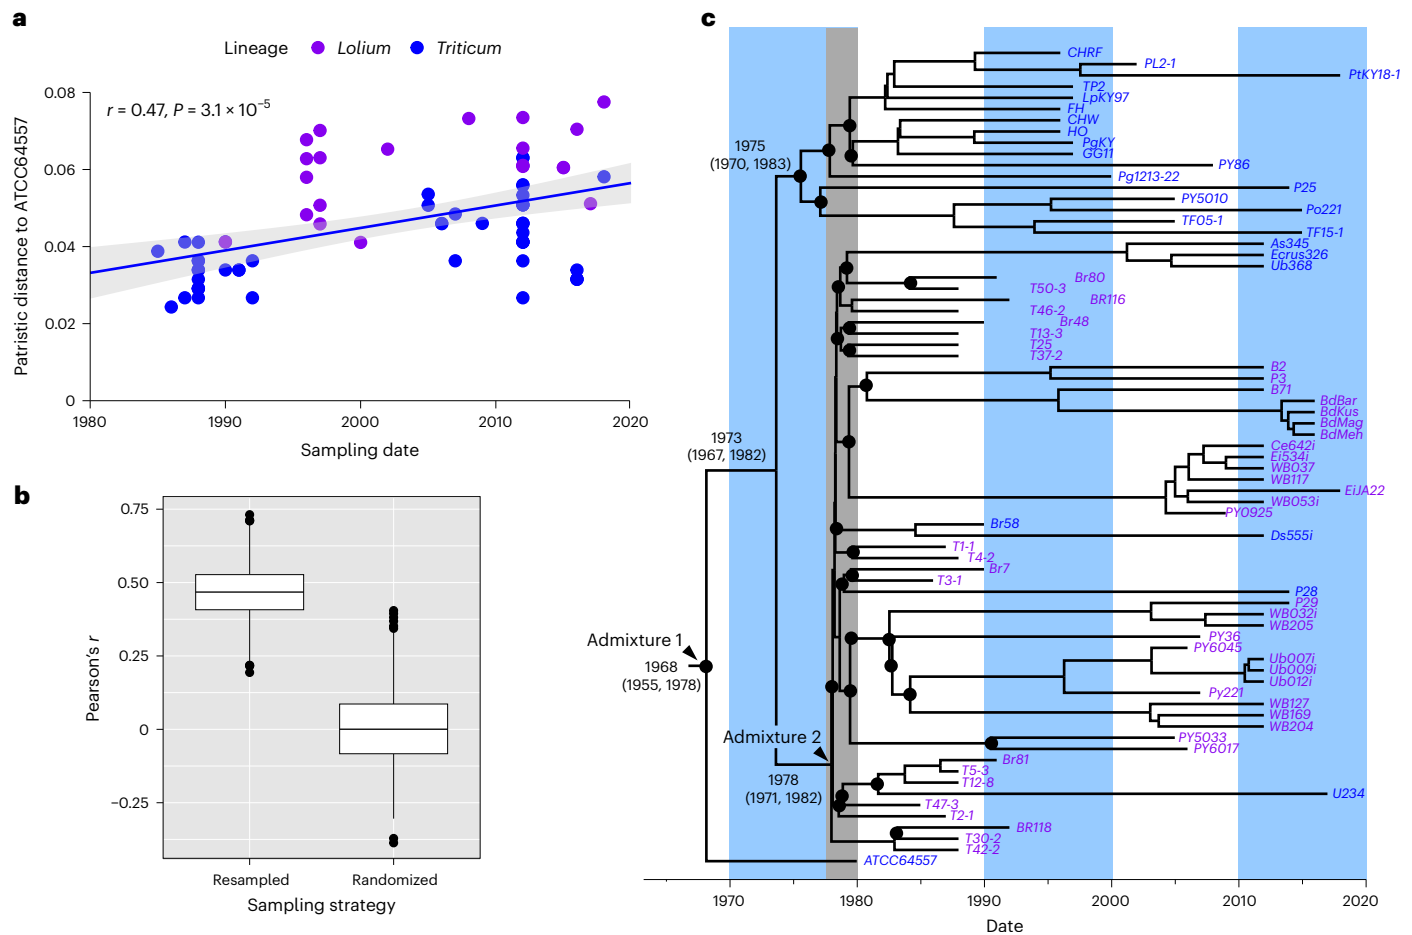 a
Lineage Lolium Triticum
r = 0.47, P = 3.1 × 10⁻⁵
Patristic distance to ATCC64557
0.08
0.06
0.04
0.02
0
1980 1990 2000 2010 2020
Sampling date
b
Pearson's r
0.75
0.50
0.25
0
−0.25
Resampled Randomized
Sampling strategy
c
CHRF
PL2-1
PtKY18-1
TP2
LpKY97
FH
CHW
HO
PgKY
GG11
PY86
Pg1213-22
P25
PY5010
Po221
TF05-1
TF15-1
As345
Ecrus326
Ub368
Br80
T50-3
BR116
T46-2
Br48
T13-3
T25
T37-2
B2
P3
B71
BdBar
BdKus
BdMag
BdMeh
Ce642i
Ei534i
WB037
WB117
EiJA22
WB053i
PY0925
Br58
Ds555i
T1-1
T4-2
Br7
T3-1
P28
P29
WB032i
WB205
PY36
PY6045
Ub007i
Ub009i
Ub012i
Py221
WB127
WB169
WB204
PY5033
PY6017
Br81
T5-3
T12-8
U234
T47-3
T2-1
BR118
T30-2
T42-2
ATCC64557
1975
(1970, 1983)
1973
(1967, 1982)
Admixture 1
1968
(1955, 1978)
Admixture 2
1978
(1971, 1982)
1970 1980 1990 2000 2010 2020
Date